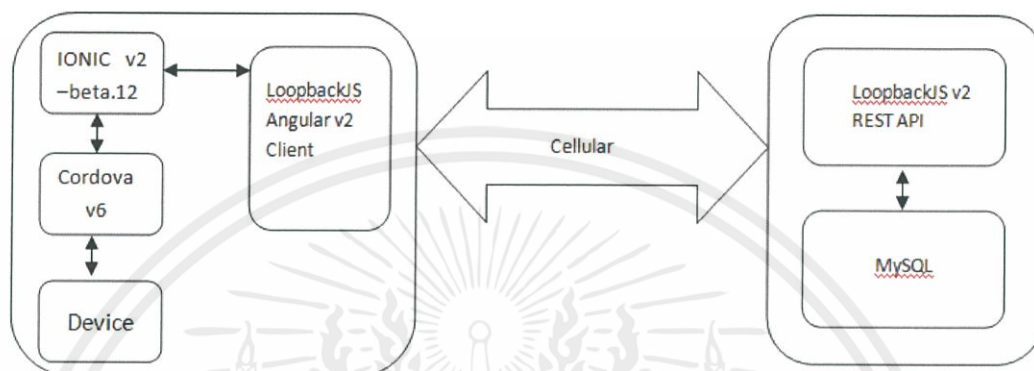 IONIC v2
–beta.12
LoopbackJS
Angular v2
Client
Cordova
v6
Device
Cellular
LoopbackJS v2
REST API
MySQL